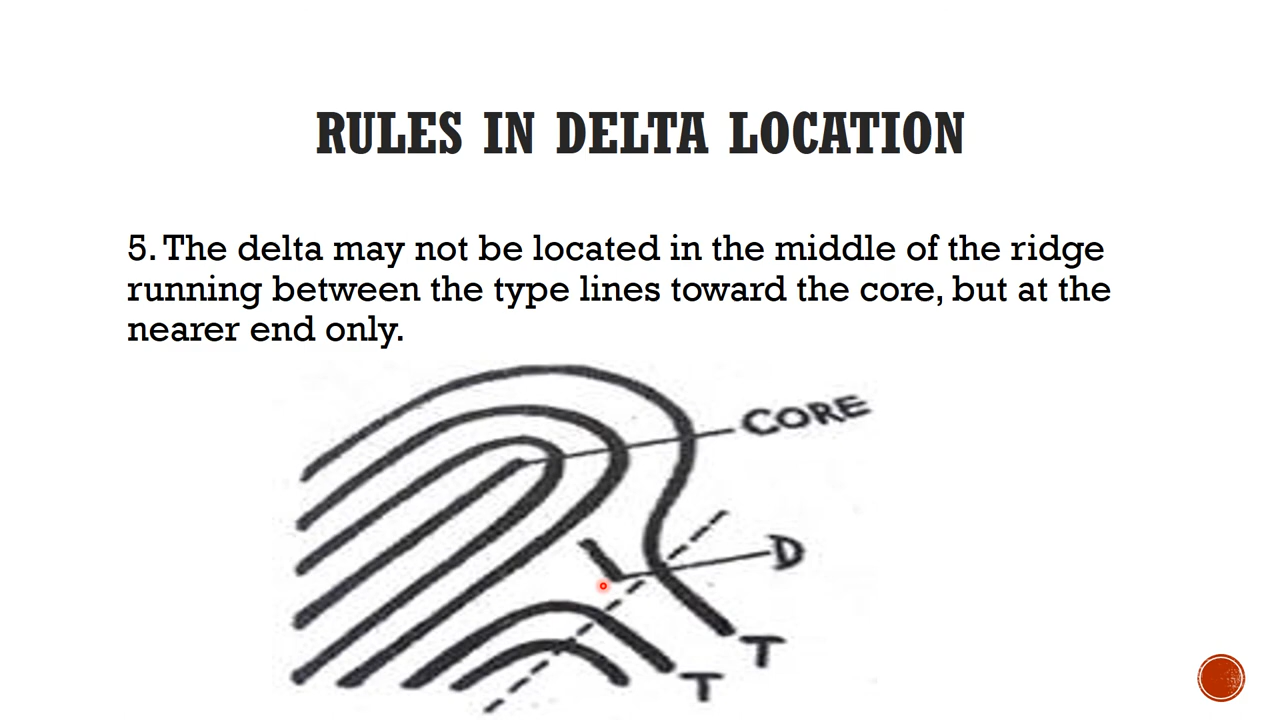 RULES IN DELTA LOCATION
5. The delta may not be located in the middle of the ridge
running between the type lines toward the core, but at the
nearer end only.
CORE
D
T
T